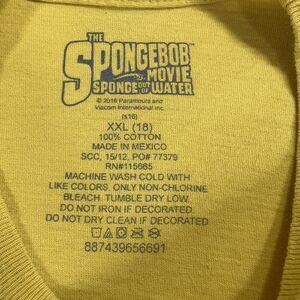 THE
SPONGEBOB
MOVIE
SPONGE OUT OF WATER
© 2016 Paramount and
Viacom International Inc.
(s16)
XXL (18)
100% COTTON
MADE IN MEXICO
SCC, 15/12, PO# 77379
RN#115665
MACHINE WASH COLD WITH
LIKE COLORS. ONLY NON-CHLORINE
BLEACH. TUMBLE DRY LOW.
DO NOT IRON IF DECORATED.
DO NOT DRY CLEAN IF DECORATED
887439656691